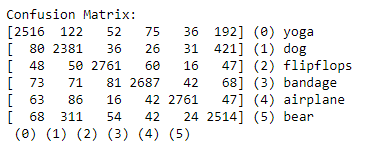 Confusion Matrix:
[2516 122 52 75 36 192] (0) yoga
[ 80 2381 36 26 31 421] (1) dog
[ 48 50 2761 60 16 47] (2) flipflops
[ 73 71 81 2687 42 68] (3) bandage
[ 63 86 16 42 2761 47] (4) airplane
[ 68 311 54 42 24 2514] (5) bear
(0) (1) (2) (3) (4) (5)